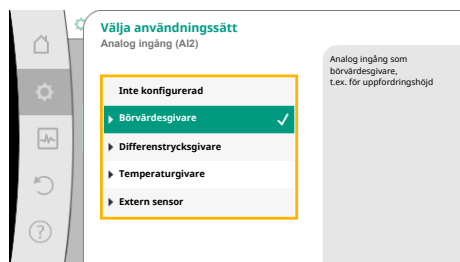 Välja användningssätt
Analog ingång (AI2)
Inte konfigurerad
Börvärdesgivare
Differenstrycksgivare
Temperaturgivare
Extern sensor
Analog ingång som
börvärdesgivare,
t.ex. för uppfordringshöjd
?